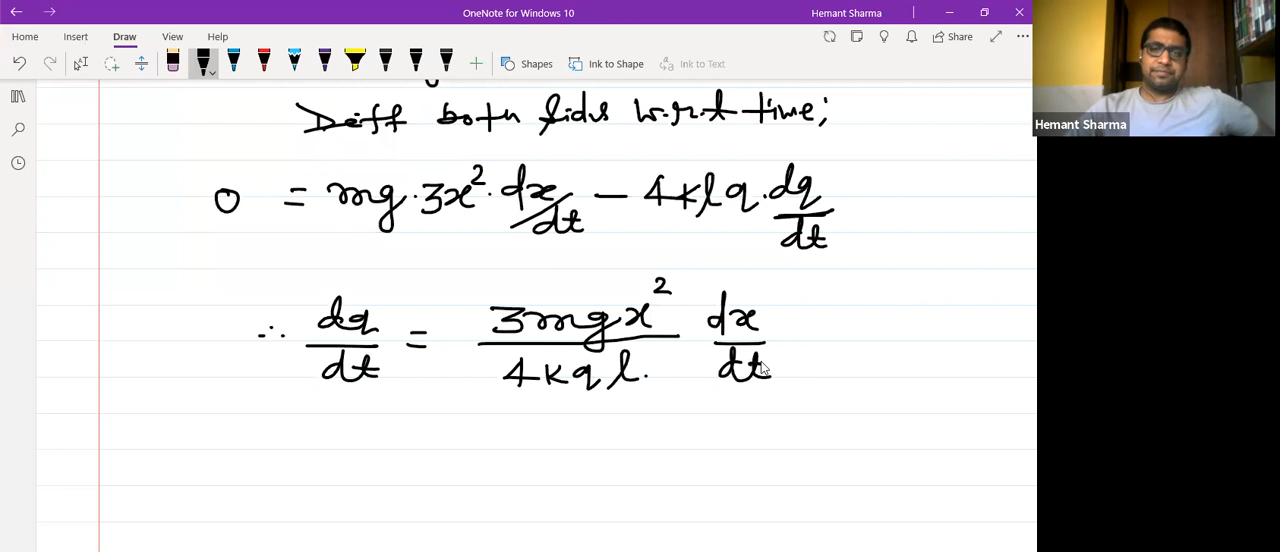 OneNote for Windows 10
Hemant Sharma
Home Insert Draw View Help
Share
Shapes Ink to Shape Ink to Text
Hemant Sharma
Diff both sides w.r.t time;
0 = mg·3x²·dx/dt − 4klq·dq/dt
∴ dq/dt = 3mgx²/4kql. dx/dt